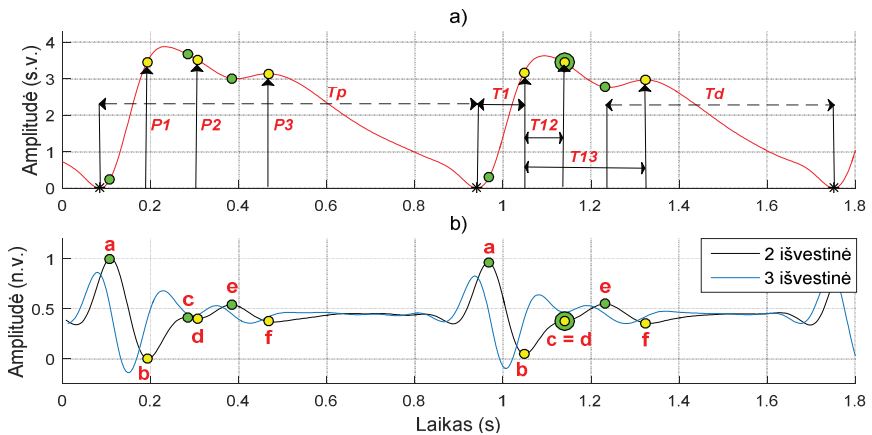 a)
Amplitudė (s.v.)
4
3
2
1
0
Tp
T1
Td
P1
P2
P3
T12
T13
0
0.2
0.4
0.6
0.8
1
1.2
1.4
1.6
1.8
b)
Amplitudė (n.v.)
1
0.5
0
a
b
c
d
e
f
a
b
c = d
e
f
2 išvestinė
3 išvestinė
0
0.2
0.4
0.6
0.8
1
1.2
1.4
1.6
1.8
Laikas (s)